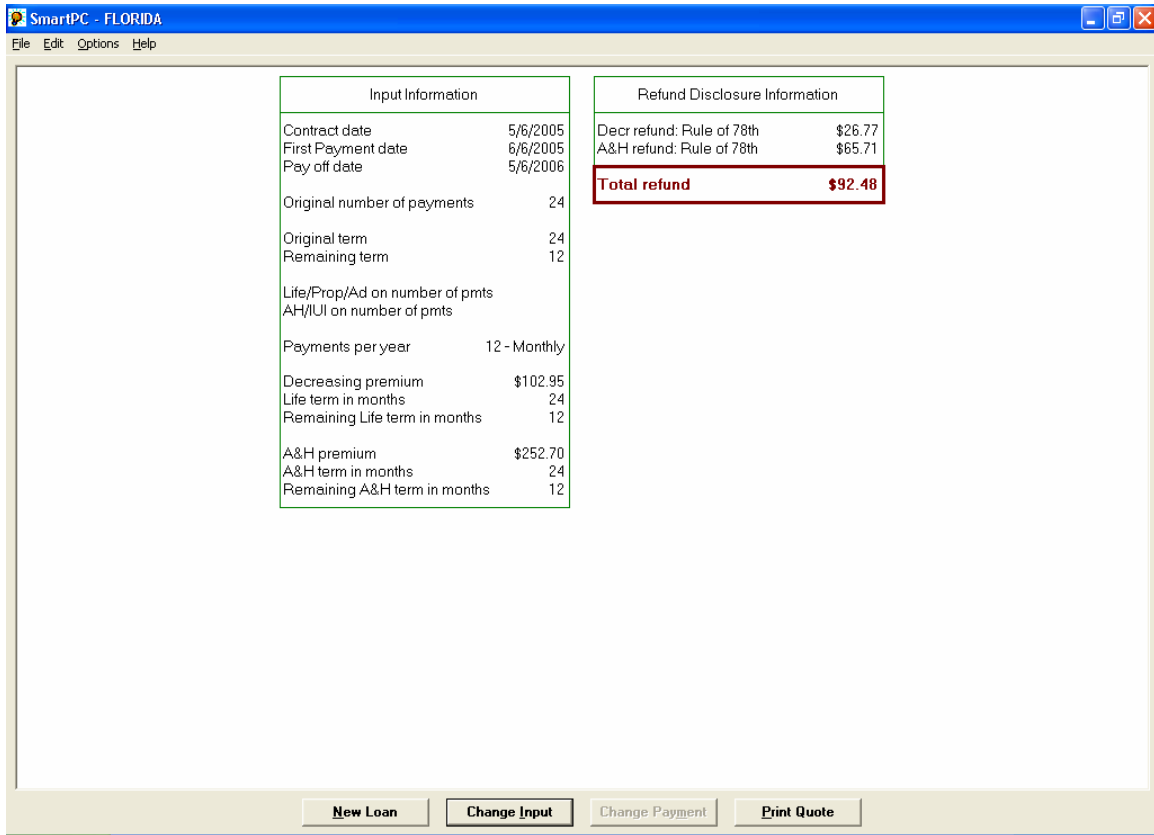 SmartPC - FLORIDA
File Edit Options Help
Input Information
Contract date 5/6/2005
First Payment date 6/6/2005
Pay off date 5/6/2006
Original number of payments 24
Original term 24
Remaining term 12
Life/Prop/Ad on number of pmts
AH/IUI on number of pmts
Payments per year 12 - Monthly
Decreasing premium $102.95
Life term in months 24
Remaining Life term in months 12
A&H premium $252.70
A&H term in months 24
Remaining A&H term in months 12
Refund Disclosure Information
Decr refund: Rule of 78th $26.77
A&H refund: Rule of 78th $65.71
Total refund $92.48
New Loan Change Input Change Payment Print Quote